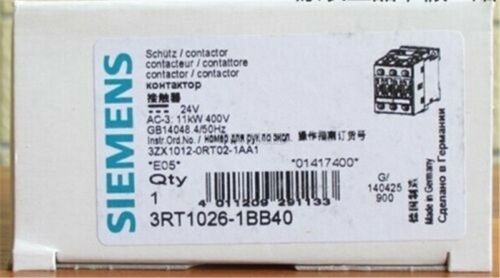 SIEMENS
Schütz / contactor
contacteur / contattore
contactor / contactor
контактор
接触器
24V
AC-3: 11kW 400V
GB14048.4/50Hz
Instr.Ord.No./ номер для рук по экспл. 操作指南订货号
3ZX1012-0RT02-1AA1
"E05" "01417400"
Qty
1
4 011209 291133
3RT1026-1BB40
G/
140425
900
德国制造
Made in Germany
Сделано в Германии